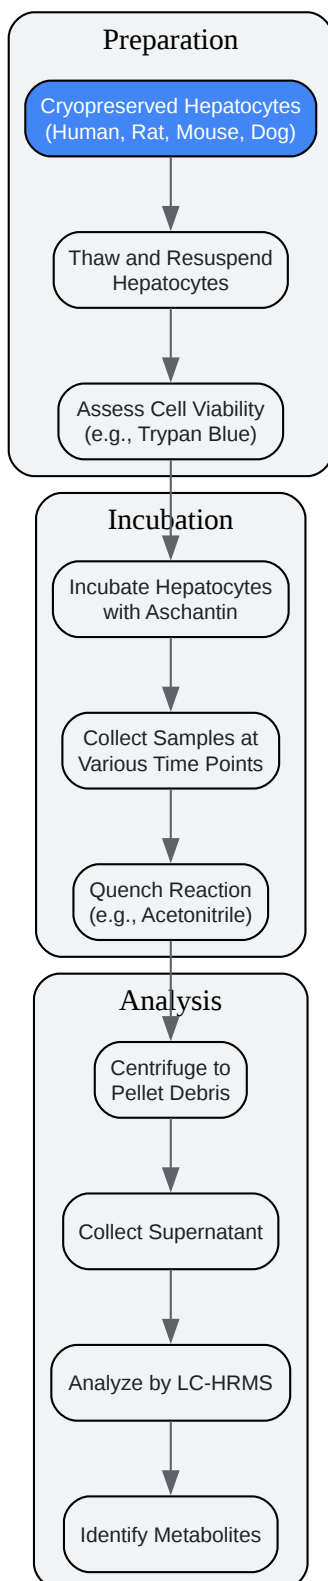 Preparation
Cryopreserved Hepatocytes
(Human, Rat, Mouse, Dog)
Thaw and Resuspend
Hepatocytes
Assess Cell Viability
(e.g., Trypan Blue)
Incubation
Incubate Hepatocytes
with Aschantin
Collect Samples at
Various Time Points
Quench Reaction
(e.g., Acetonitrile)
Analysis
Centrifuge to
Pellet Debris
Collect Supernatant
Analyze by LC-HRMS
Identify Metabolites